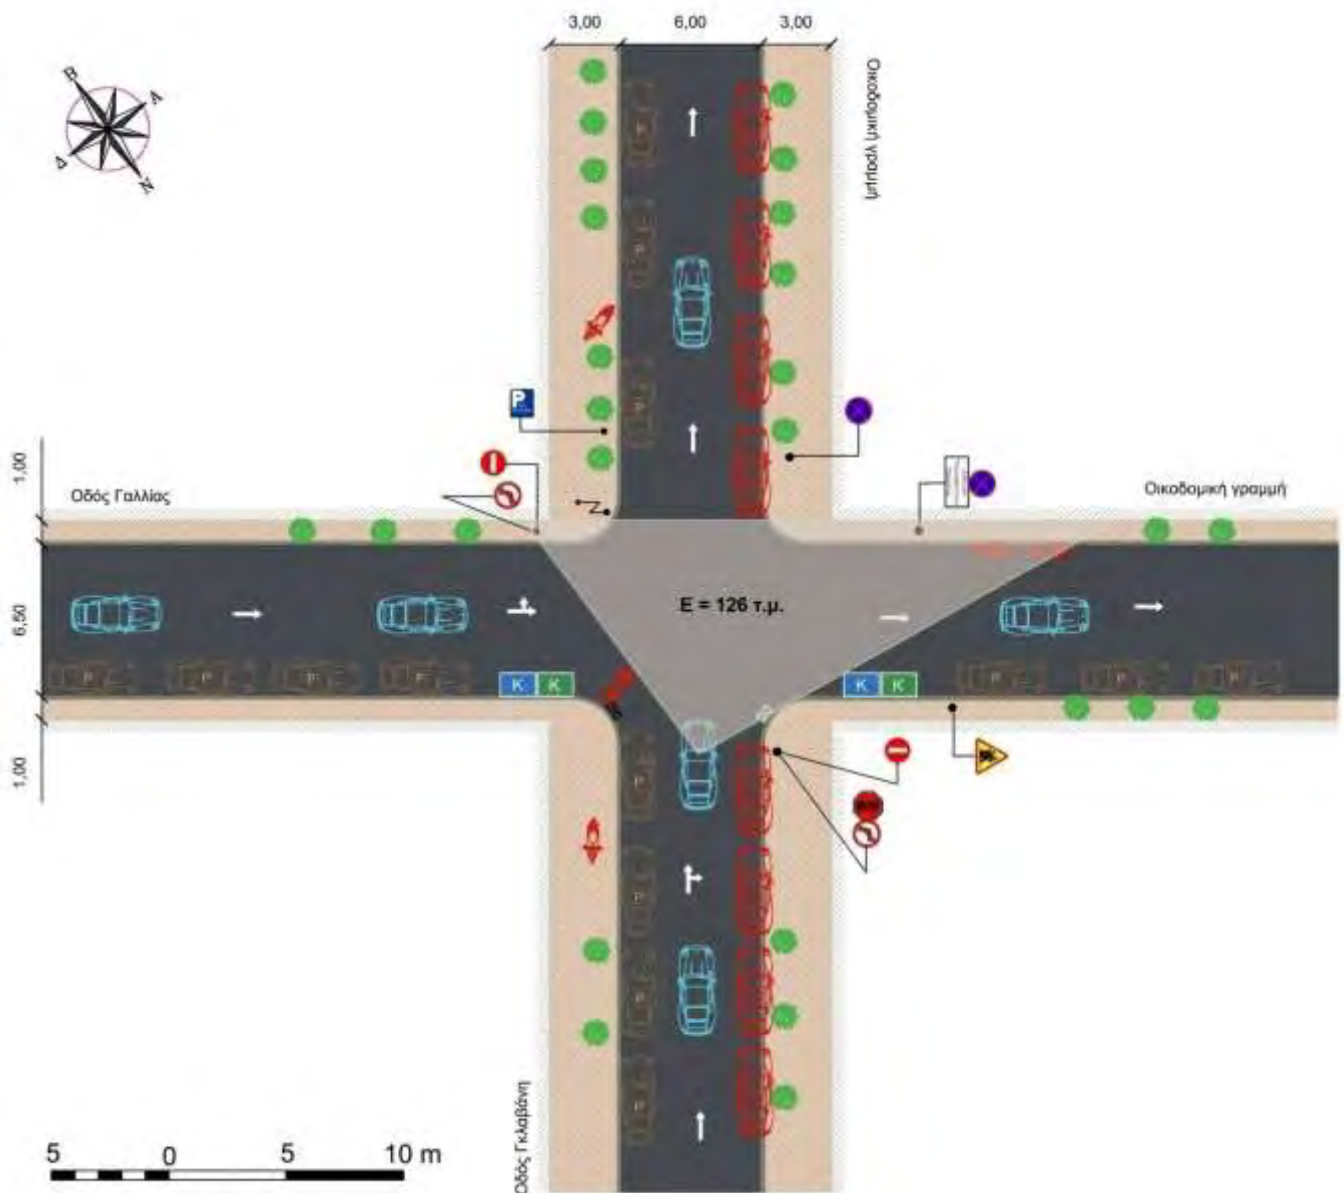 3,00 6,00 3,00
Β
Α
Δ
Ν
Οικοδομική γραμμή
P
P
P
P
P
1,00
Οδός Γαλλίας
Οικοδομική γραμμή
6,50
Ε = 126 τ.μ.
P P P P
K K
K K
P P
1,00
P
P
P
P
Οδός Γκλαβάνη
5 0 5 10 m